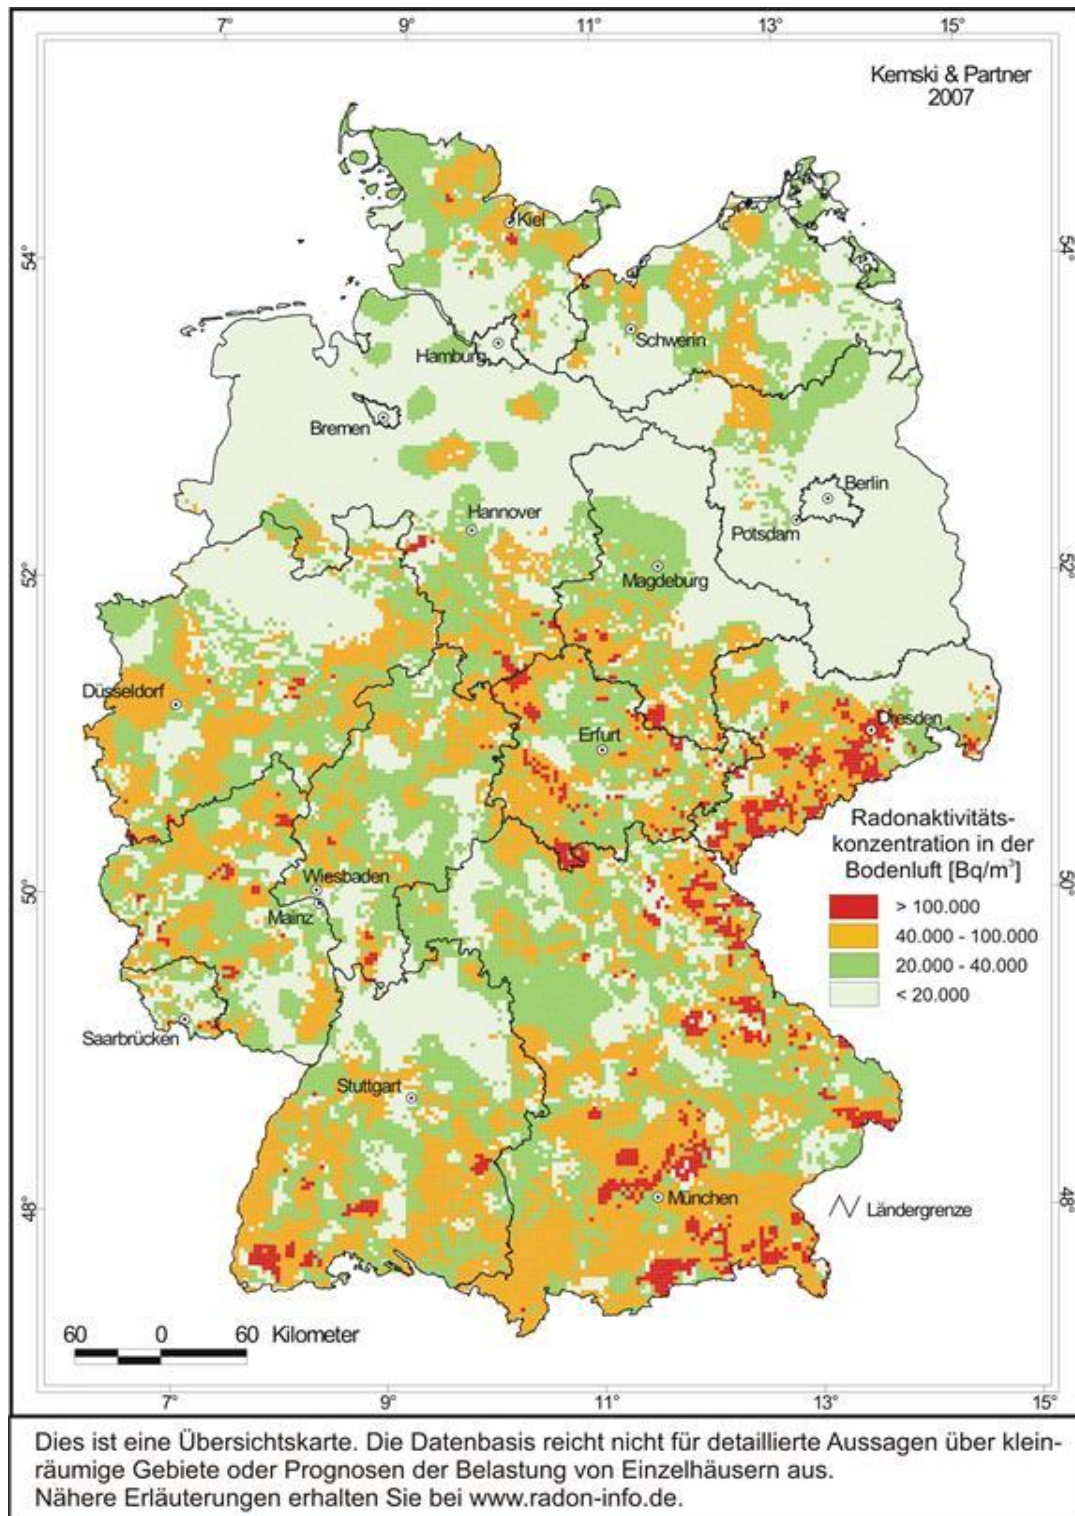 7° 9° 11° 13° 15°
Kemski & Partner
2007
Kiel
54° 54°
Schwerin
Hamburg
Bremen
Berlin
Hannover
Potsdam
52° 52°
Magdeburg
Düsseldorf
Dresden
Erfurt
Radonaktivitäts-
konzentration in der
Bodenluft [Bq/m³]
50° 50°
Wiesbaden
Mainz
> 100.000
40.000 - 100.000
20.000 - 40.000
< 20.000
Saarbrücken
Stuttgart
München
48° 48°
Ländergrenze
60 0 60 Kilometer
7° 9° 11° 13° 15°
Dies ist eine Übersichtskarte. Die Datenbasis reicht nicht für detaillierte Aussagen über klein-
räumige Gebiete oder Prognosen der Belastung von Einzelhäusern aus.
Nähere Erläuterungen erhalten Sie bei www.radon-info.de.